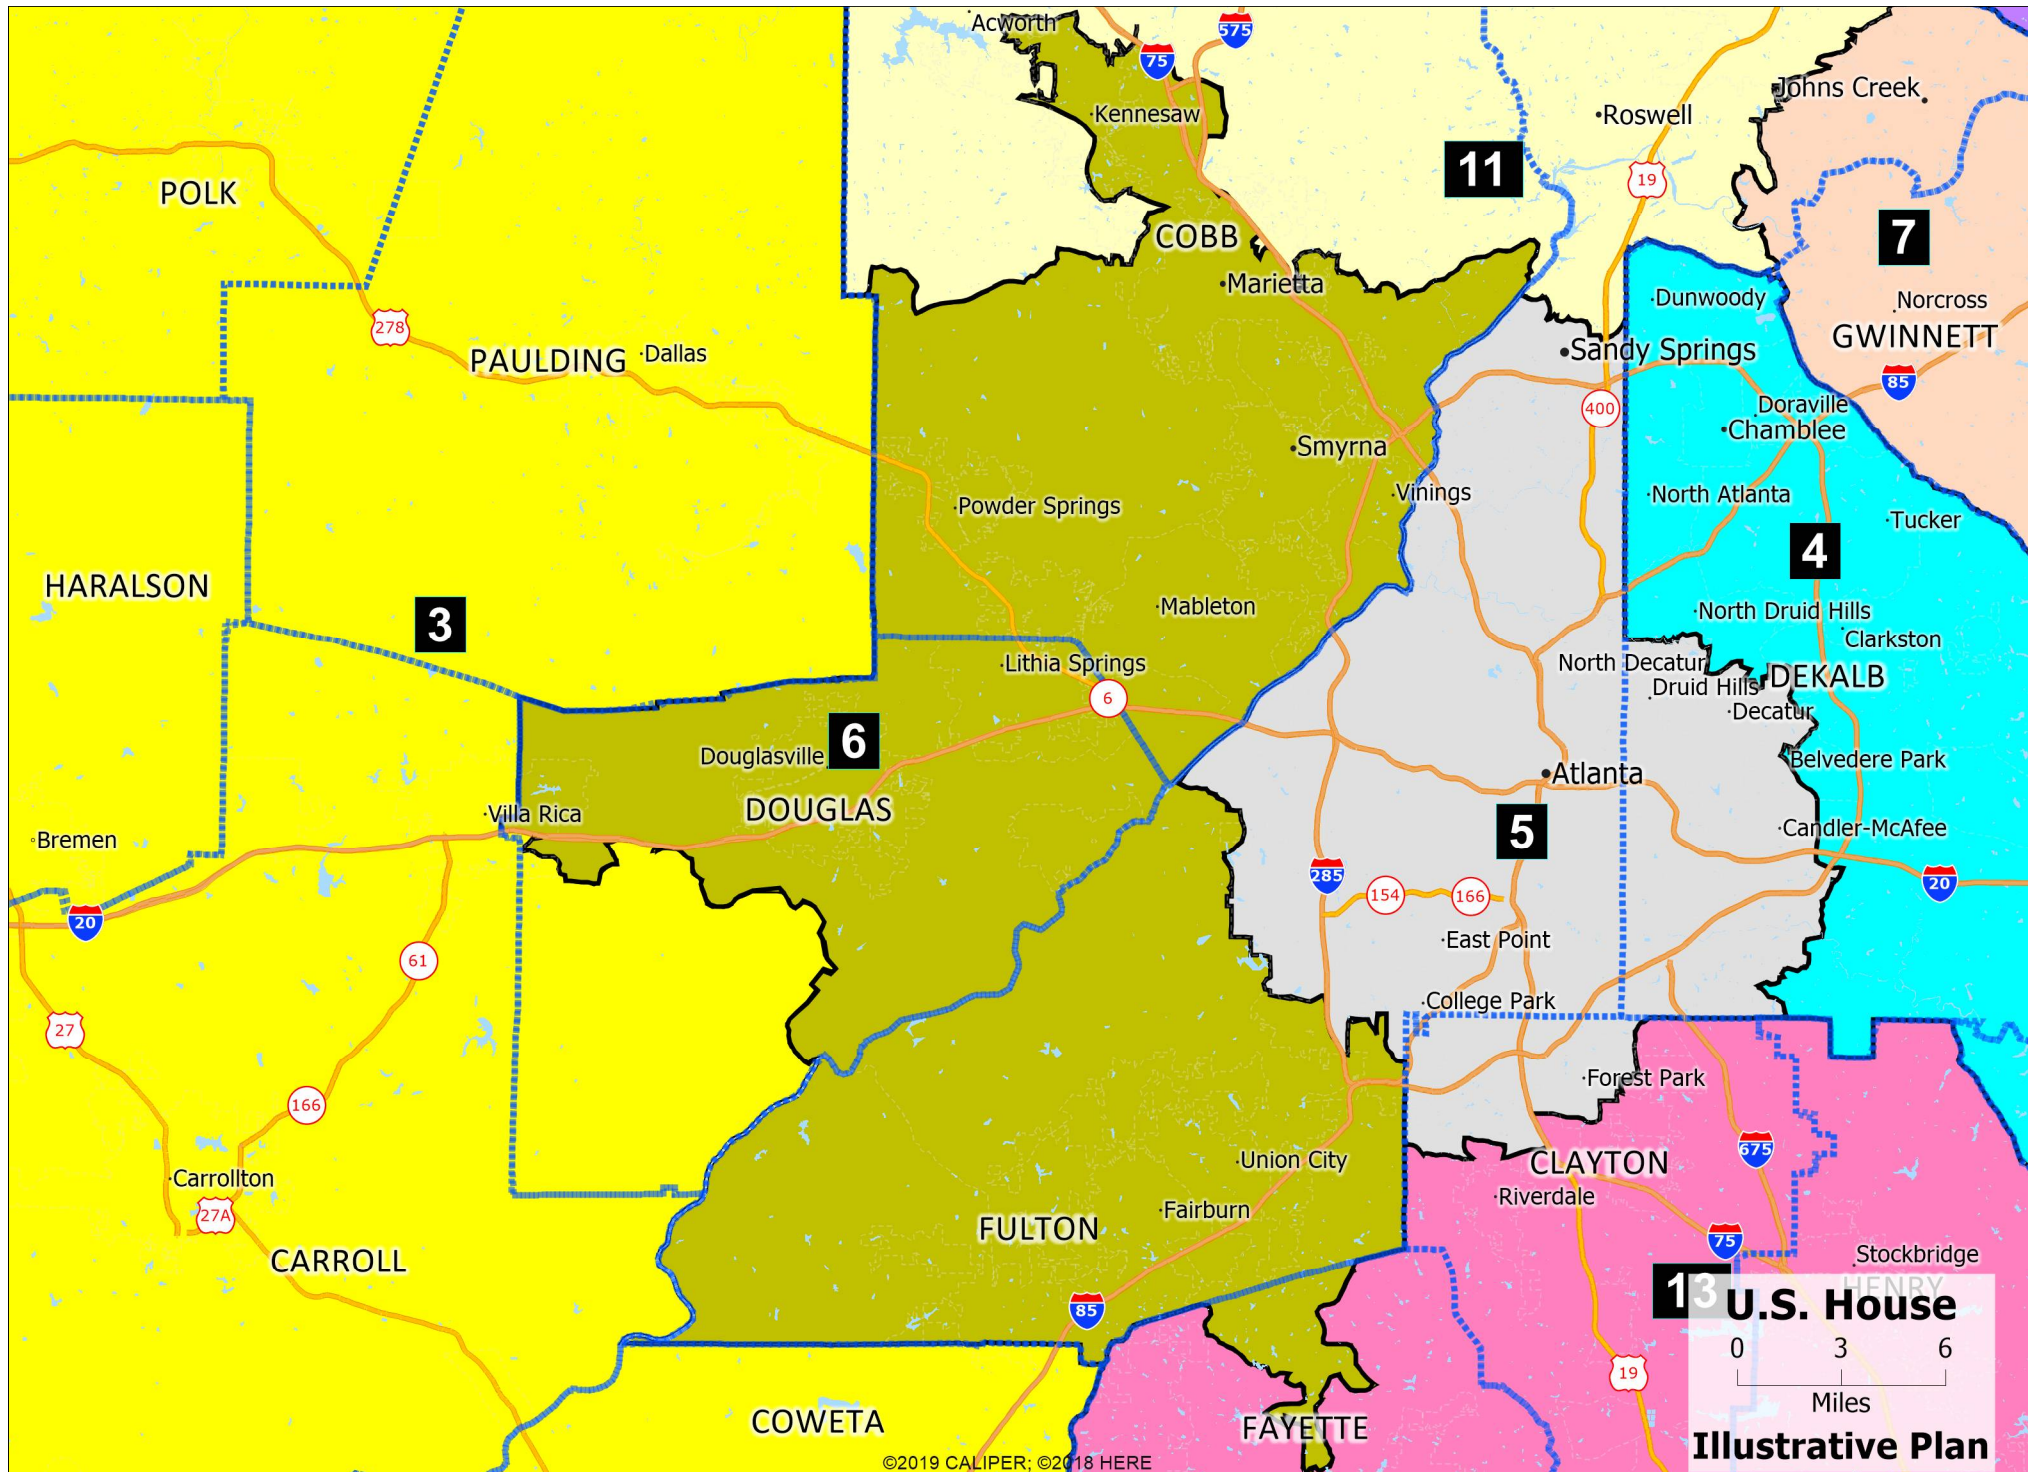 Acworth
575
75
Johns Creek
Kennesaw
Roswell
11
19
POLK
COBB
7
Marietta
Dunwoody
Norcross
278
GWINNETT
PAULDING
Dallas
Sandy Springs
85
400
Doraville
Chamblee
Smyrna
Vinings
North Atlanta
Powder Springs
Tucker
4
HARALSON
3
Mableton
North Druid Hills
Clarkston
Lithia Springs
North Decatur
DEKALB
Druid Hills
6
Decatur
6
Douglasville
Belvedere Park
Atlanta
DOUGLAS
Villa Rica
5
Candler-McAfee
Bremen
285
20
154
166
20
East Point
61
College Park
27
Forest Park
166
675
Union City
CLAYTON
Carrollton
Riverdale
27A
Fairburn
FULTON
75
CARROLL
Stockbridge
13
HENRY
85
U.S. House
0 3 6
Miles
19
COWETA
FAYETTE
Illustrative Plan
©2019 CALIPER; ©2018 HERE